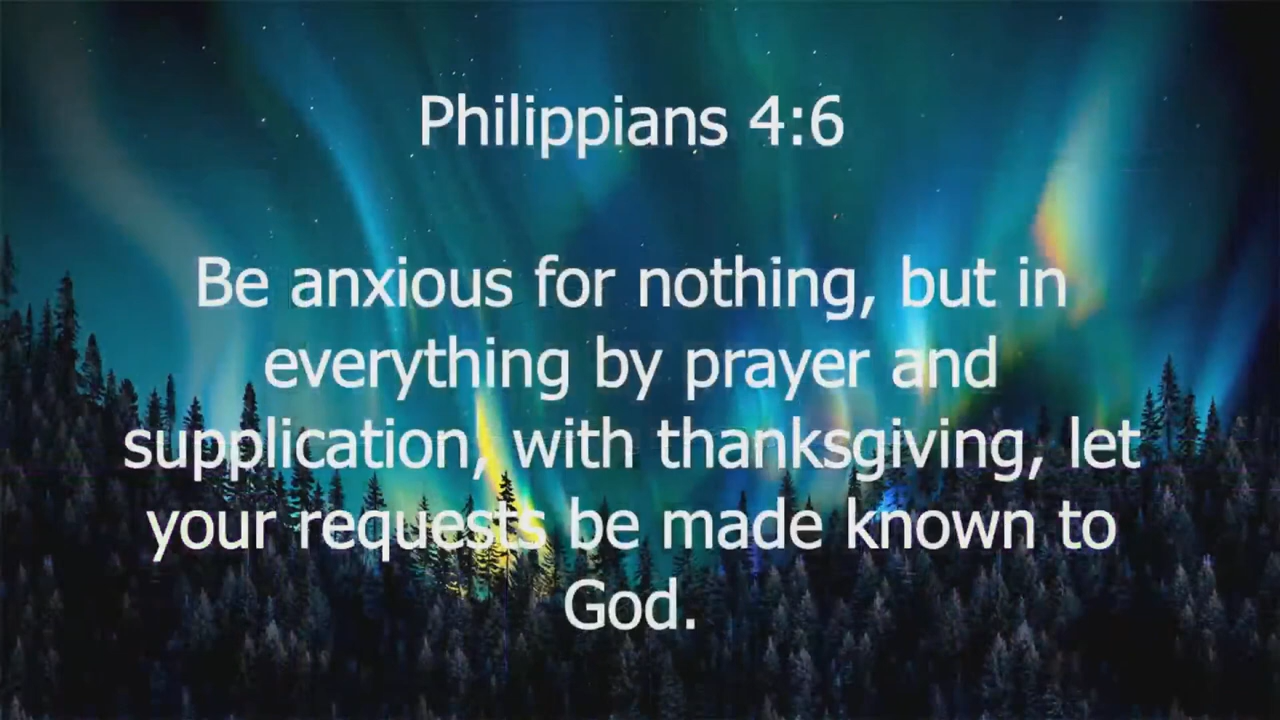 Philippians 4:6
Be anxious for nothing, but in
everything by prayer and
supplication, with thanksgiving, let
your requests be made known to
God.